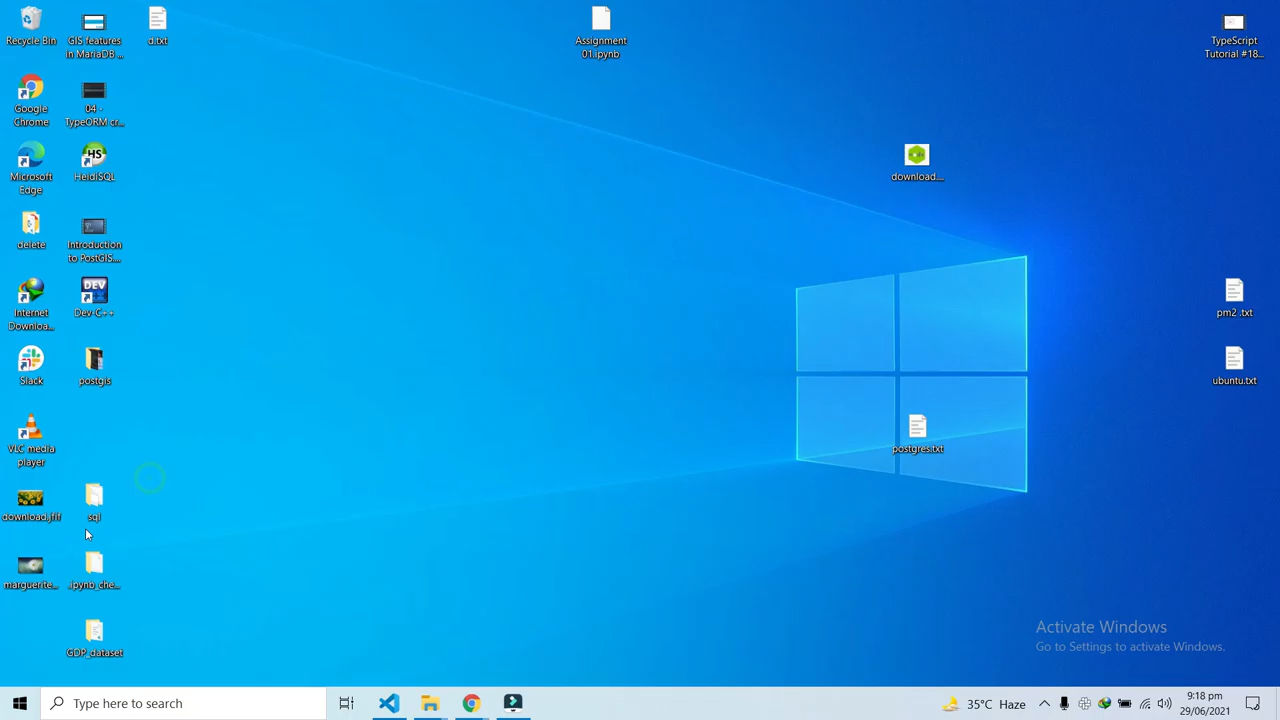 Recycle Bin
GIS features
in MariaDB ...
d.txt
Assignment
01.ipynb
TypeScript
Tutorial #18...
Google
Chrome
04 -
TypeORM cr...
Microsoft
Edge
HS
HeidiSQL
download....
delete
Introduction
to PostGIS....
Internet
Downloa...
DEV
Dev-C++
pm2 .txt
Slack
postgis
ubuntu.txt
VLC media
player
postgres.txt
download.jfif
sql
marguerite...
.ipynb_che...
GDP_dataset
Activate Windows
Go to Settings to activate Windows.
Type here to search
35°C Haze
9:18 pm
29/06/2021